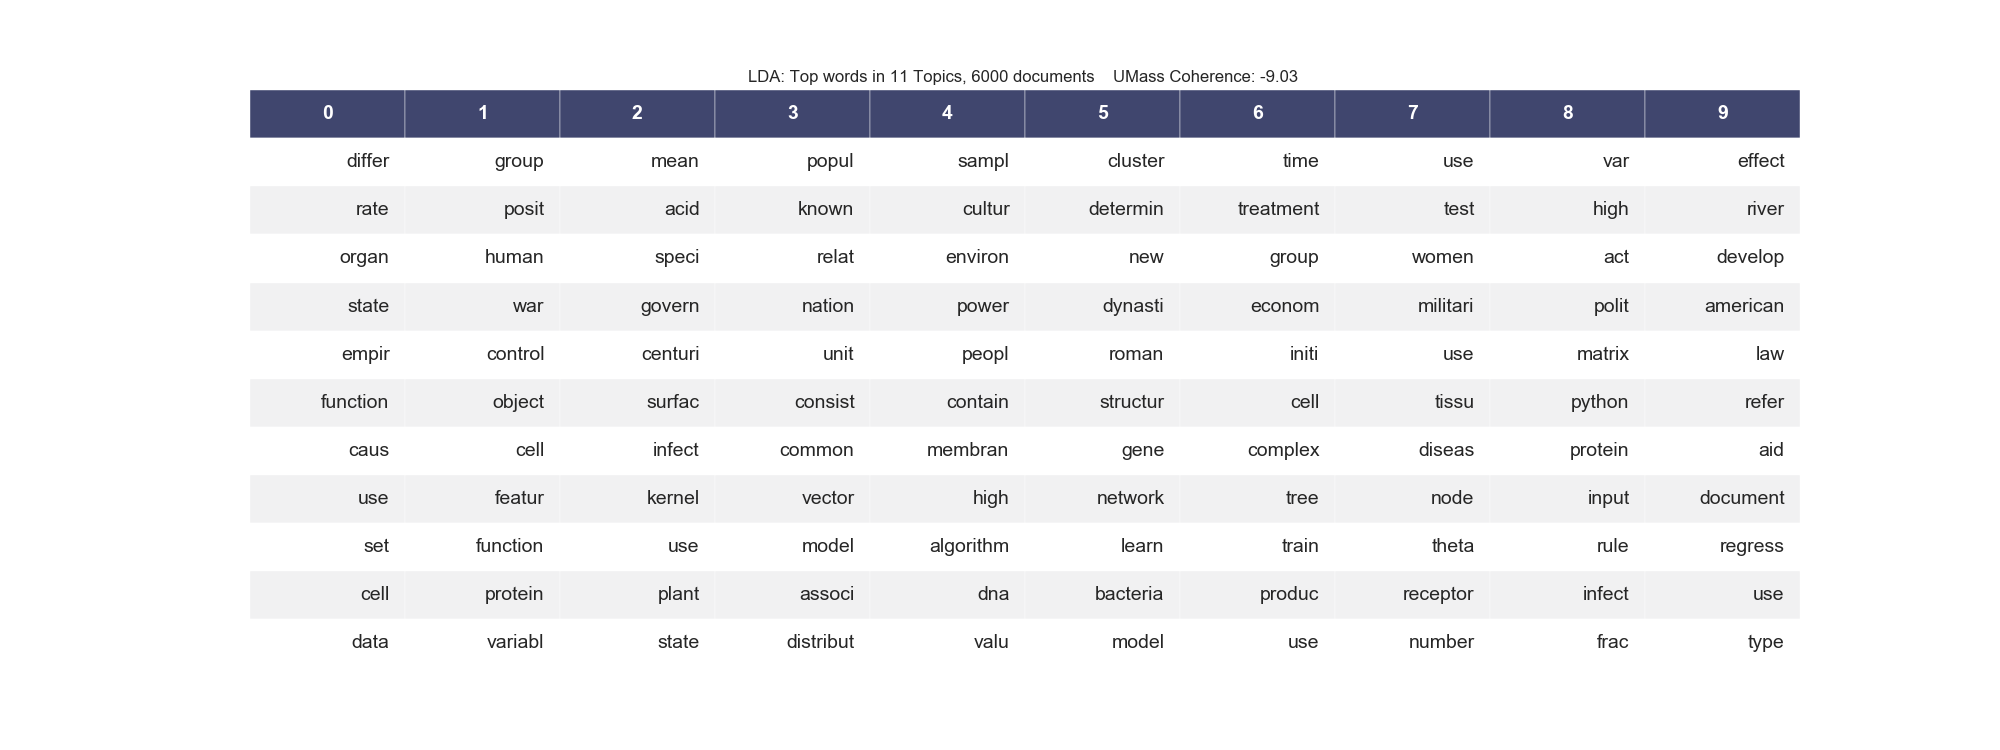 LDA: Top words in 11 Topics, 6000 documents    UMass Coherence: -9.03
0 1 2 3 4 5 6 7 8 9
differ group mean popul sampl cluster time use var effect
rate posit acid known cultur determin treatment test high river
organ human speci relat environ new group women act develop
state war govern nation power dynasti econom militari polit american
empir control centuri unit peopl roman initi use matrix law
function object surfac consist contain structur cell tissu python refer
caus cell infect common membran gene complex diseas protein aid
use featur kernel vector high network tree node input document
set function use model algorithm learn train theta rule regress
cell protein plant associ dna bacteria produc receptor infect use
data variabl state distribut valu model use number frac type